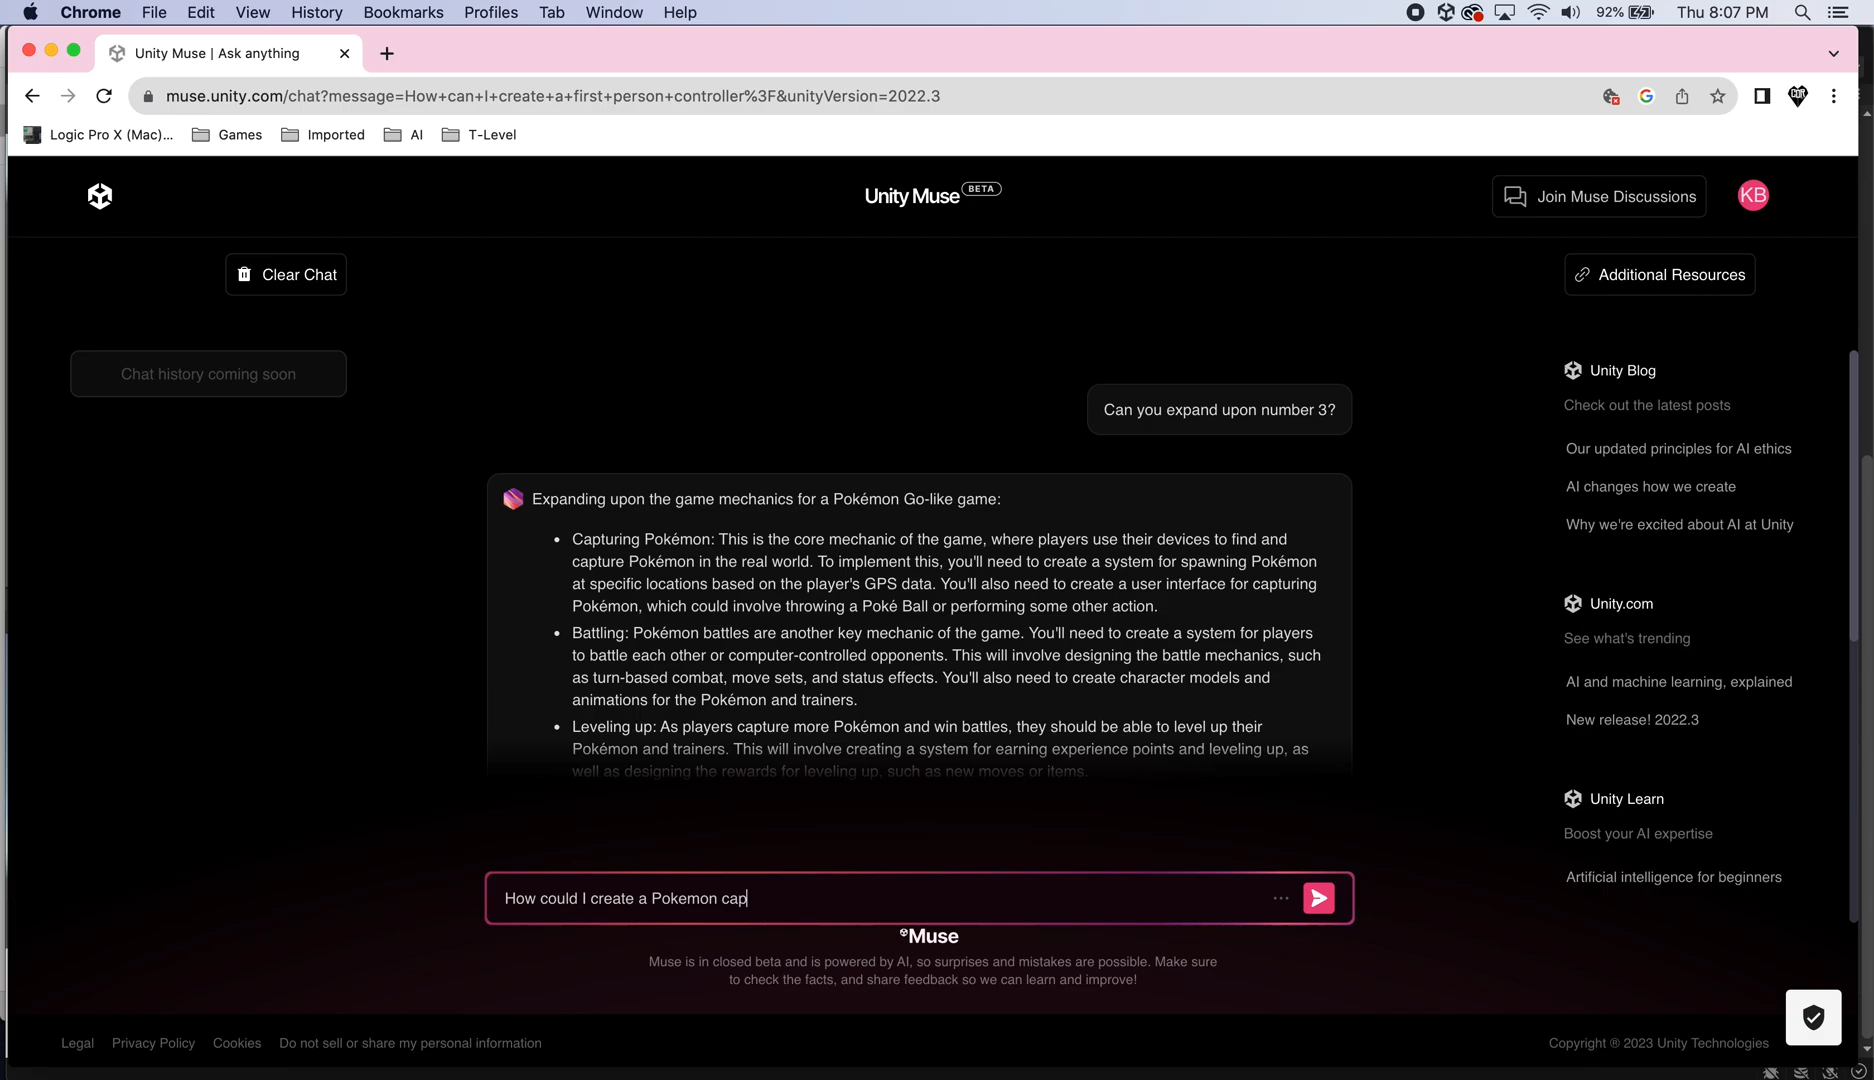 Chrome File Edit View History Bookmarks Profiles Tab Window Help 92% Thu 8:07 PM
Unity Muse | Ask anything
muse.unity.com/chat?message=How+can+I+create+a+first+person+controller%3F&unityVersion=2022.3
Logic Pro X (Mac)... Games Imported AI T-Level
Unity Muse BETA
Join Muse Discussions
KB
Clear Chat
Additional Resources
Chat history coming soon
Can you expand upon number 3?
Expanding upon the game mechanics for a Pokémon Go-like game:
• Capturing Pokémon: This is the core mechanic of the game, where players use their devices to find and
capture Pokémon in the real world. To implement this, you'll need to create a system for spawning Pokémon
at specific locations based on the player's GPS data. You'll also need to create a user interface for capturing
Pokémon, which could involve throwing a Poké Ball or performing some other action.
• Battling: Pokémon battles are another key mechanic of the game. You'll need to create a system for players
to battle each other or computer-controlled opponents. This will involve designing the battle mechanics, such
as turn-based combat, move sets, and status effects. You'll also need to create character models and
animations for the Pokémon and trainers.
• Leveling up: As players capture more Pokémon and win battles, they should be able to level up their
Pokémon and trainers. This will involve creating a system for earning experience points and leveling up, as
well as designing the rewards for leveling up, such as new moves or items.
Unity Blog
Check out the latest posts
Our updated principles for AI ethics
AI changes how we create
Why we're excited about AI at Unity
Unity.com
See what's trending
AI and machine learning, explained
New release! 2022.3
Unity Learn
Boost your AI expertise
Artificial intelligence for beginners
How could I create a Pokemon cap
Muse
Muse is in closed beta and is powered by AI, so surprises and mistakes are possible. Make sure
to check the facts, and share feedback so we can learn and improve!
Legal Privacy Policy Cookies Do not sell or share my personal information
Copyright ® 2023 Unity Technologies